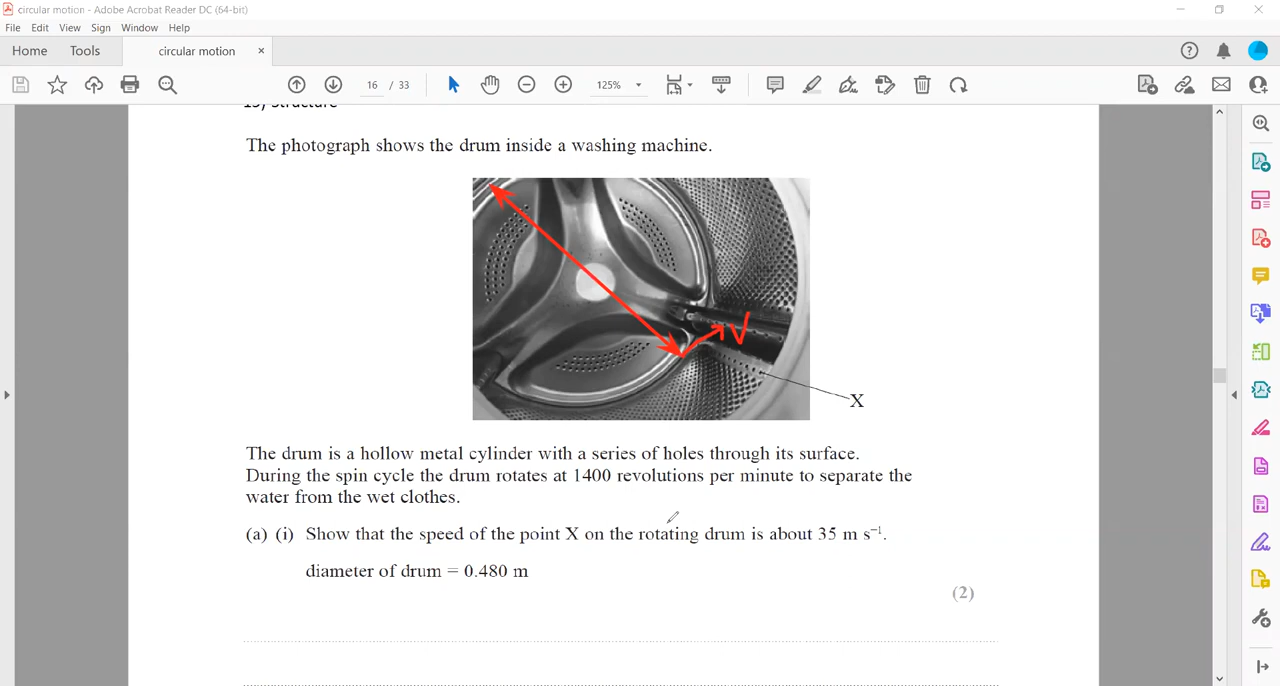 circular motion - Adobe Acrobat Reader DC (64-bit)
File Edit View Sign Window Help
Home Tools circular motion ×
16 / 33 125%
The photograph shows the drum inside a washing machine.
V
X
The drum is a hollow metal cylinder with a series of holes through its surface.
During the spin cycle the drum rotates at 1400 revolutions per minute to separate the
water from the wet clothes.
(a) (i) Show that the speed of the point X on the rotating drum is about 35 m s⁻¹.
diameter of drum = 0.480 m
(2)